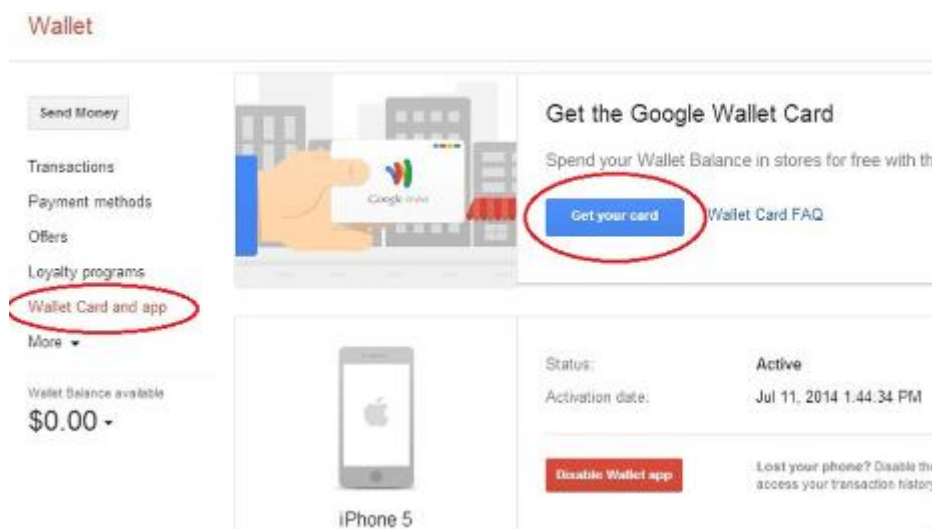 Wallet
Send Money
Transactions
Payment methods
Offers
Loyalty programs
Wallet Card and app
More
Wallet Balance available
$0.00
Google
Get the Google Wallet Card
Spend your Wallet Balance in stores for free with th
Get your card
Wallet Card FAQ
iPhone 5
Status:
Active
Activation date:
Jul 11, 2014 1:44:34 PM
Disable Wallet app
Lost your phone? Disable the
access your transaction history